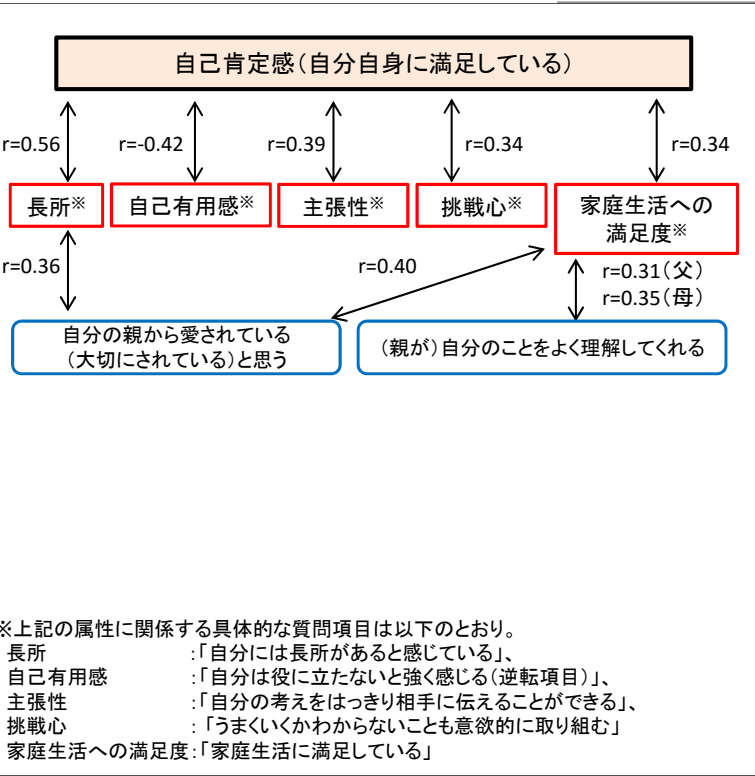 自己肯定感（自分自身に満足している）
r=0.56
r=-0.42
r=0.39
r=0.34
r=0.34
長所※
自己有用感※
主張性※
挑戦心※
家庭生活への
満足度※
r=0.36
r=0.40
r=0.31（父）
r=0.35（母）
自分の親から愛されている
（大切にされている）と思う
（親が）自分のことをよく理解してくれる
※上記の属性に関係する具体的な質問項目は以下のとおり。
長所　　　　　　　：「自分には長所があると感じている」、
自己有用感　　　　：「自分は役に立たないと強く感じる（逆転項目）」、
主張性　　　　　　：「自分の考えをはっきり相手に伝えることができる」、
挑戦心　　　　　　：「うまくいくかわからないことも意欲的に取り組む」
家庭生活への満足度：「家庭生活に満足している」